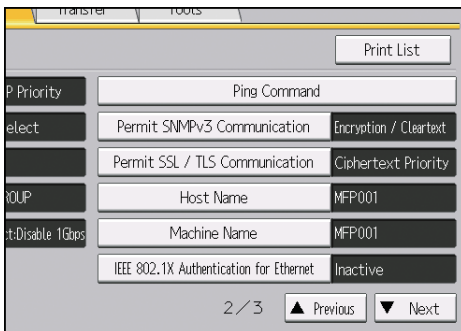 Transfer Tools
Print List
P Priority Ping Command
elect Permit SNMPv3 Communication Encryption / Cleartext
Permit SSL / TLS Communication Ciphertext Priority
ROUP Host Name MFP001
ct:Disable 1Gbps Machine Name MFP001
IEEE 802.1X Authentication for Ethernet Inactive
2/3 ▲ Previous ▼ Next